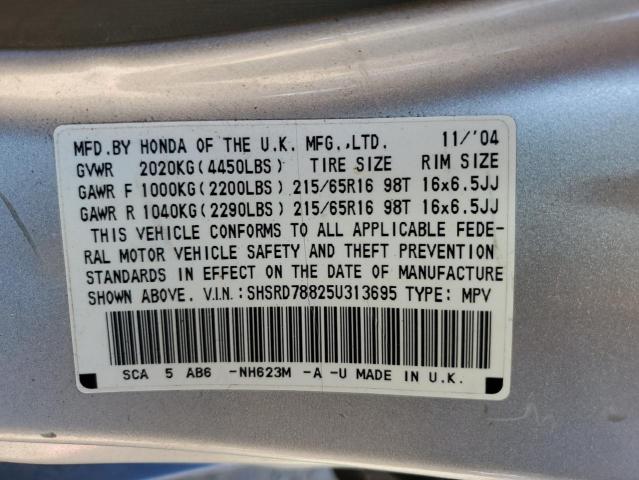 MFD.BY HONDA OF THE U.K. MFG.,LTD. 11/'04
GVWR 2020KG(4450LBS) TIRE SIZE RIM SIZE
GAWR F 1000KG(2200LBS) 215/65R16 98T 16x6.5JJ
GAWR R 1040KG(2290LBS) 215/65R16 98T 16x6.5JJ
THIS VEHICLE CONFORMS TO ALL APPLICABLE FEDE-
RAL MOTOR VEHICLE SAFETY AND THEFT PREVENTION
STANDARDS IN EFFECT ON THE DATE OF MANUFACTURE
SHOWN ABOVE. V.I.N.:SHSRD78825U313695 TYPE: MPV
SCA 5 AB6 -NH623M -A -U MADE IN U.K.